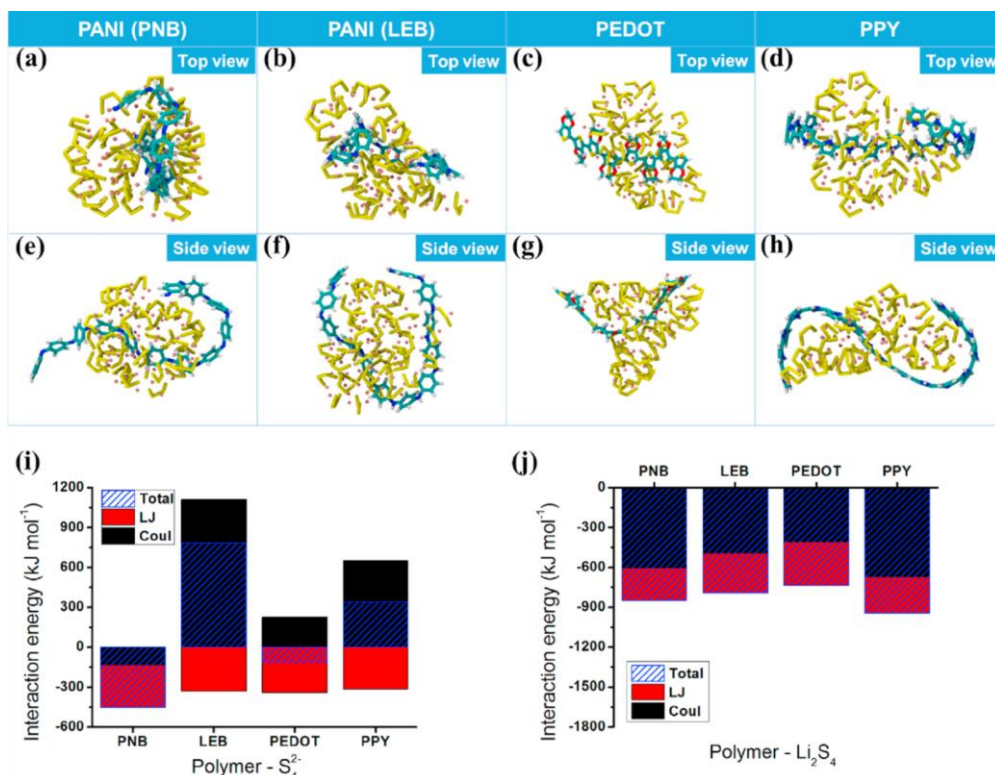 PANI (PNB) PANI (LEB) PEDOT PPY
(a) Top view (b) Top view (c) Top view (d) Top view
(e) Side view (f) Side view (g) Side view (h) Side view
(i)
Interaction energy (kJ mol⁻¹)
1200
900
600
300
0
-300
-600
Total
LJ
Coul
PNB LEB PEDOT PPY
Polymer - S₄²⁻
(j)
PNB LEB PEDOT PPY
Interaction energy (kJ mol⁻¹)
0
-300
-600
-900
-1200
-1500
-1800
Total
LJ
Coul
Polymer - Li₂S₄